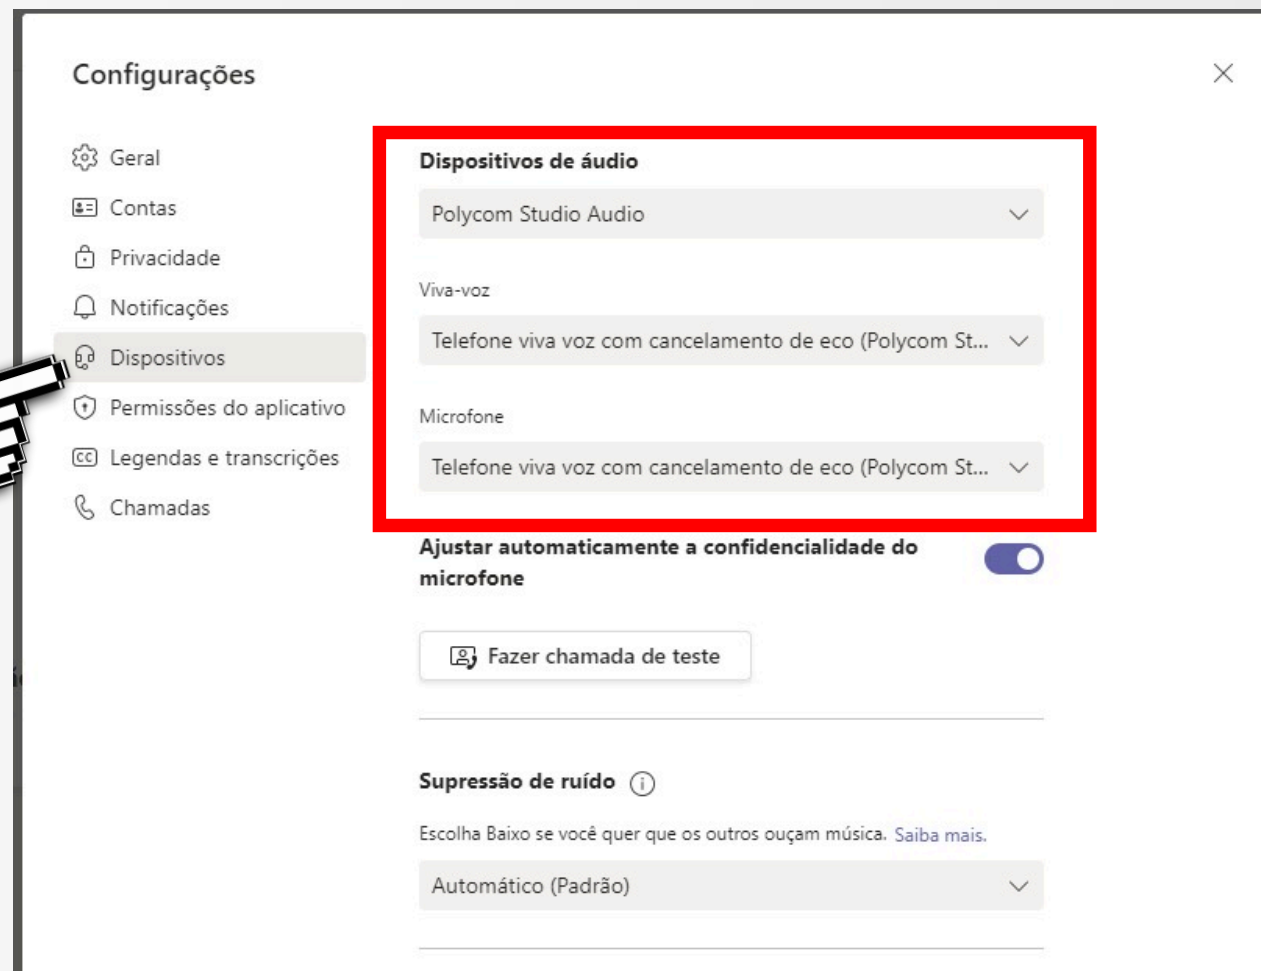 Configurações
Geral
Contas
Privacidade
Notificações
Dispositivos
Permissões do aplicativo
Legendas e transcrições
Chamadas
Dispositivos de áudio
Polycom Studio Audio
Viva-voz
Telefone viva voz com cancelamento de eco (Polycom St...
Microfone
Telefone viva voz com cancelamento de eco (Polycom St...
Ajustar automaticamente a confidencialidade do
microfone
Fazer chamada de teste
Supressão de ruído
Escolha Baixo se você quer que os outros ouçam música. Saiba mais.
Automático (Padrão)